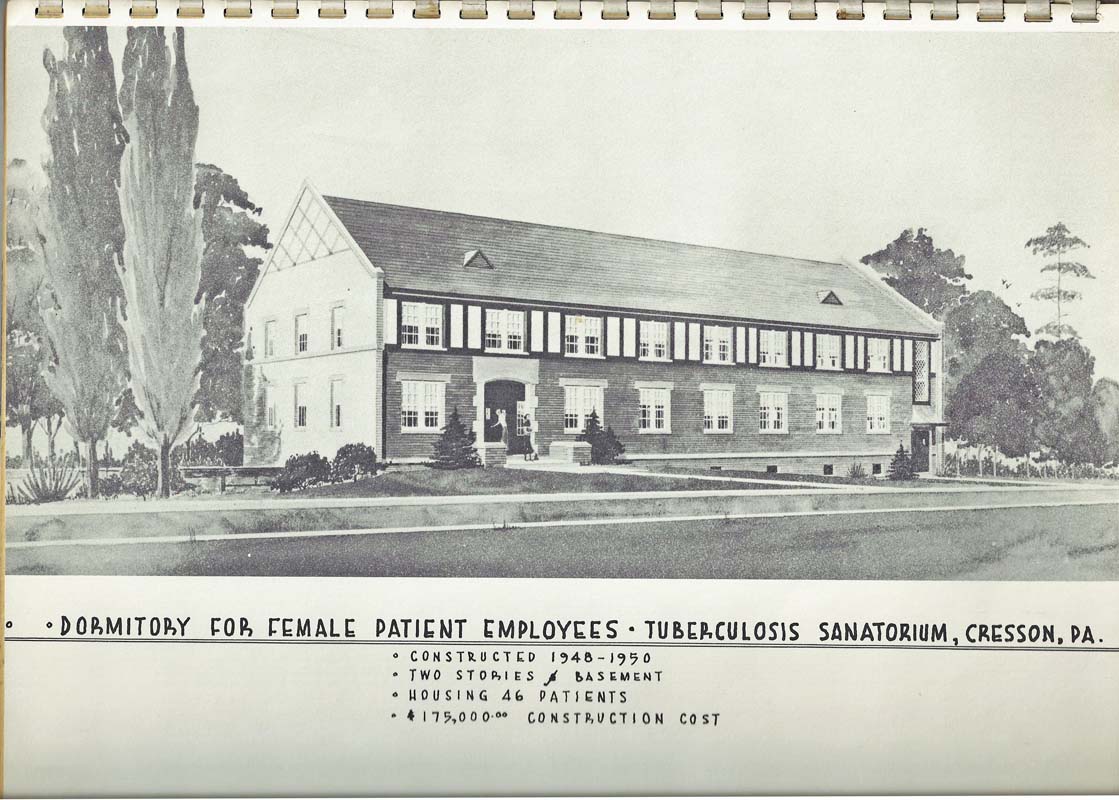 • •DORMITORY FOR FEMALE PATIENT EMPLOYEES • TUBERCULOSIS SANATORIUM, CRESSON, PA.
• CONSTRUCTED 1948-1950
• TWO STORIES & BASEMENT
• HOUSING 46 PATIENTS
• $175,000.00 CONSTRUCTION COST